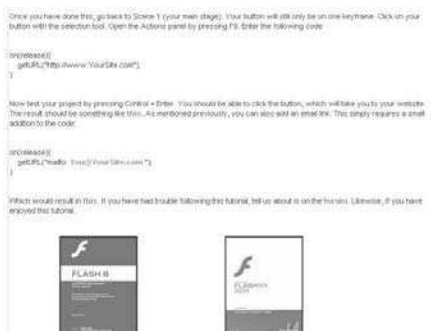 Once you have done this, go back to Scene 1 (your main stage). Your button will still only be on one keyframe. Click on your
button with the selection tool. Open the Actions panel by pressing F9. Enter the following code:
on(release){
getURL("http://www.YourSite.com");
}
Now test your project by pressing Control + Enter. You should be able to click the button, which will take you to your website.
The result should be something like this. As mentioned previously, you can also add an email link. This simply requires a small
addition to the code:
on(release){
getURL("mailto: You@YourSite.com ");
}
Which would result in this. If you have had trouble following this tutorial, tell us about is on the forums. Likewise, if you have
enjoyed this tutorial.
FLASH 8